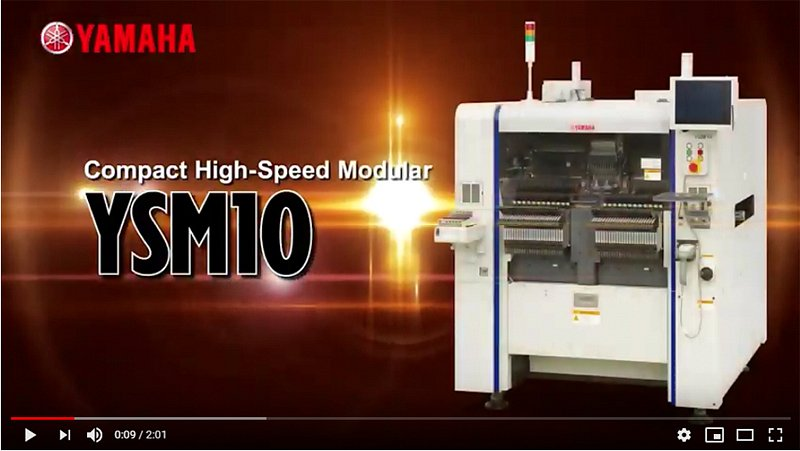 YAMAHA
Compact High-Speed Modular
YSM10
YAMAHA
0:09 / 2:01